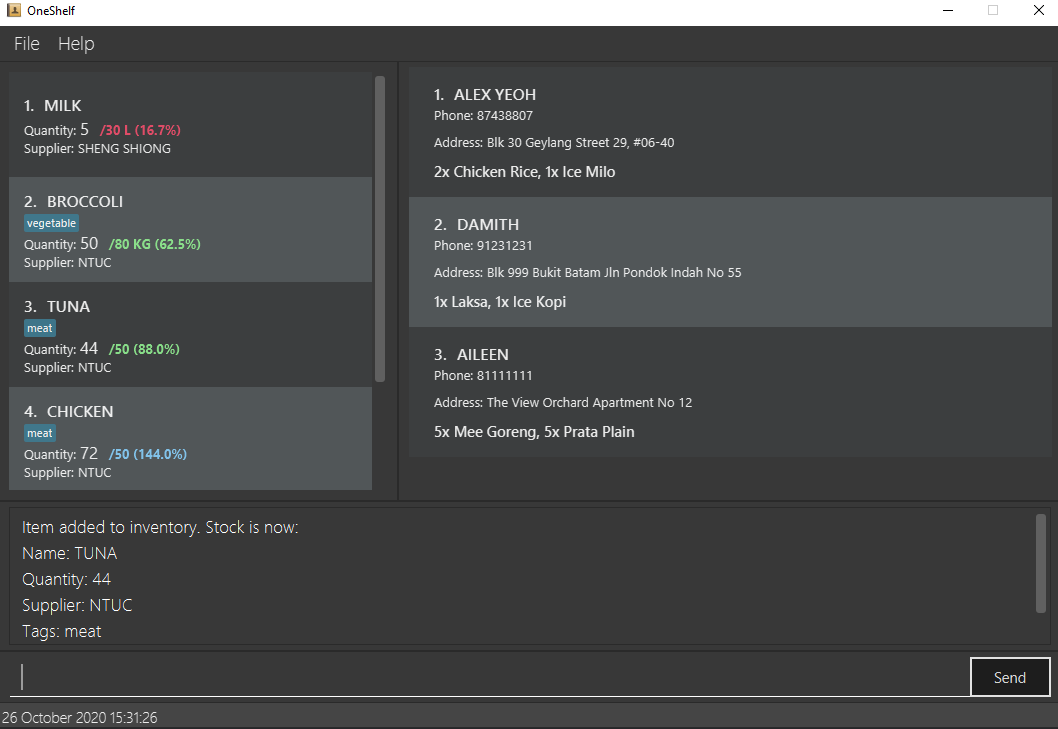 OneShelf
File Help
1. MILK
Quantity: 5 /30 L (16.7%)
Supplier: SHENG SHIONG
2. BROCCOLI
vegetable
Quantity: 50 /80 KG (62.5%)
Supplier: NTUC
3. TUNA
meat
Quantity: 44 /50 (88.0%)
Supplier: NTUC
4. CHICKEN
meat
Quantity: 72 /50 (144.0%)
Supplier: NTUC
1. ALEX YEOH
Phone: 87438807
Address: Blk 30 Geylang Street 29, #06-40
2x Chicken Rice, 1x Ice Milo
2. DAMITH
Phone: 91231231
Address: Blk 999 Bukit Batam Jln Pondok Indah No 55
1x Laksa, 1x Ice Kopi
3. AILEEN
Phone: 81111111
Address: The View Orchard Apartment No 12
5x Mee Goreng, 5x Prata Plain
Item added to inventory. Stock is now:
Name: TUNA
Quantity: 44
Supplier: NTUC
Tags: meat
Send
26 October 2020 15:31:26